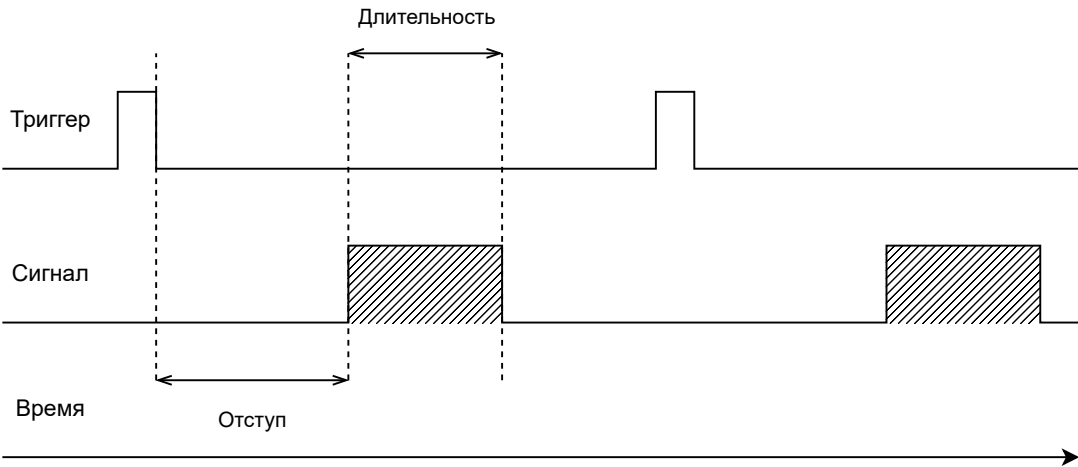 Длительность
Триггер
Сигнал
Время
Отступ